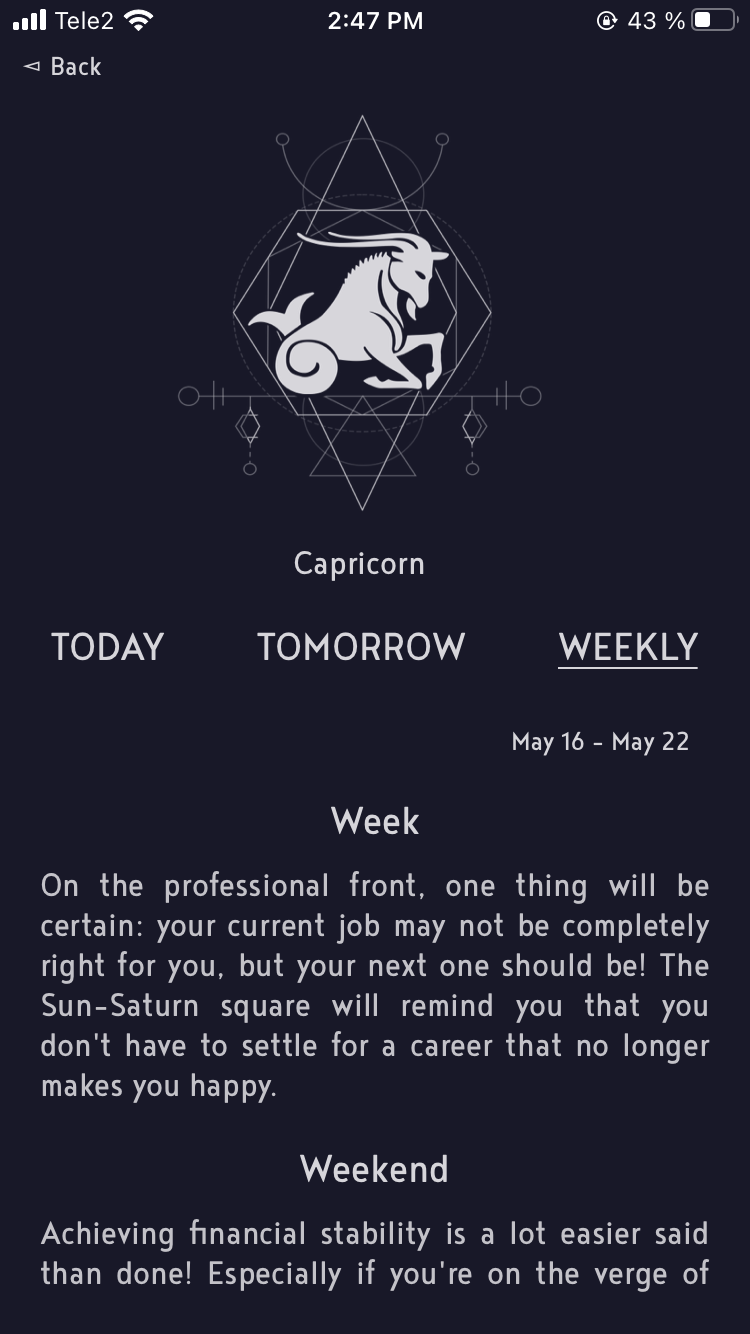 Tele2 2:47 PM 43 %
Back
Capricorn
TODAY TOMORROW WEEKLY
May 16 - May 22
Week
On the professional front, one thing will be
certain: your current job may not be completely
right for you, but your next one should be! The
Sun-Saturn square will remind you that you
don't have to settle for a career that no longer
makes you happy.
Weekend
Achieving financial stability is a lot easier said
than done! Especially if you're on the verge of